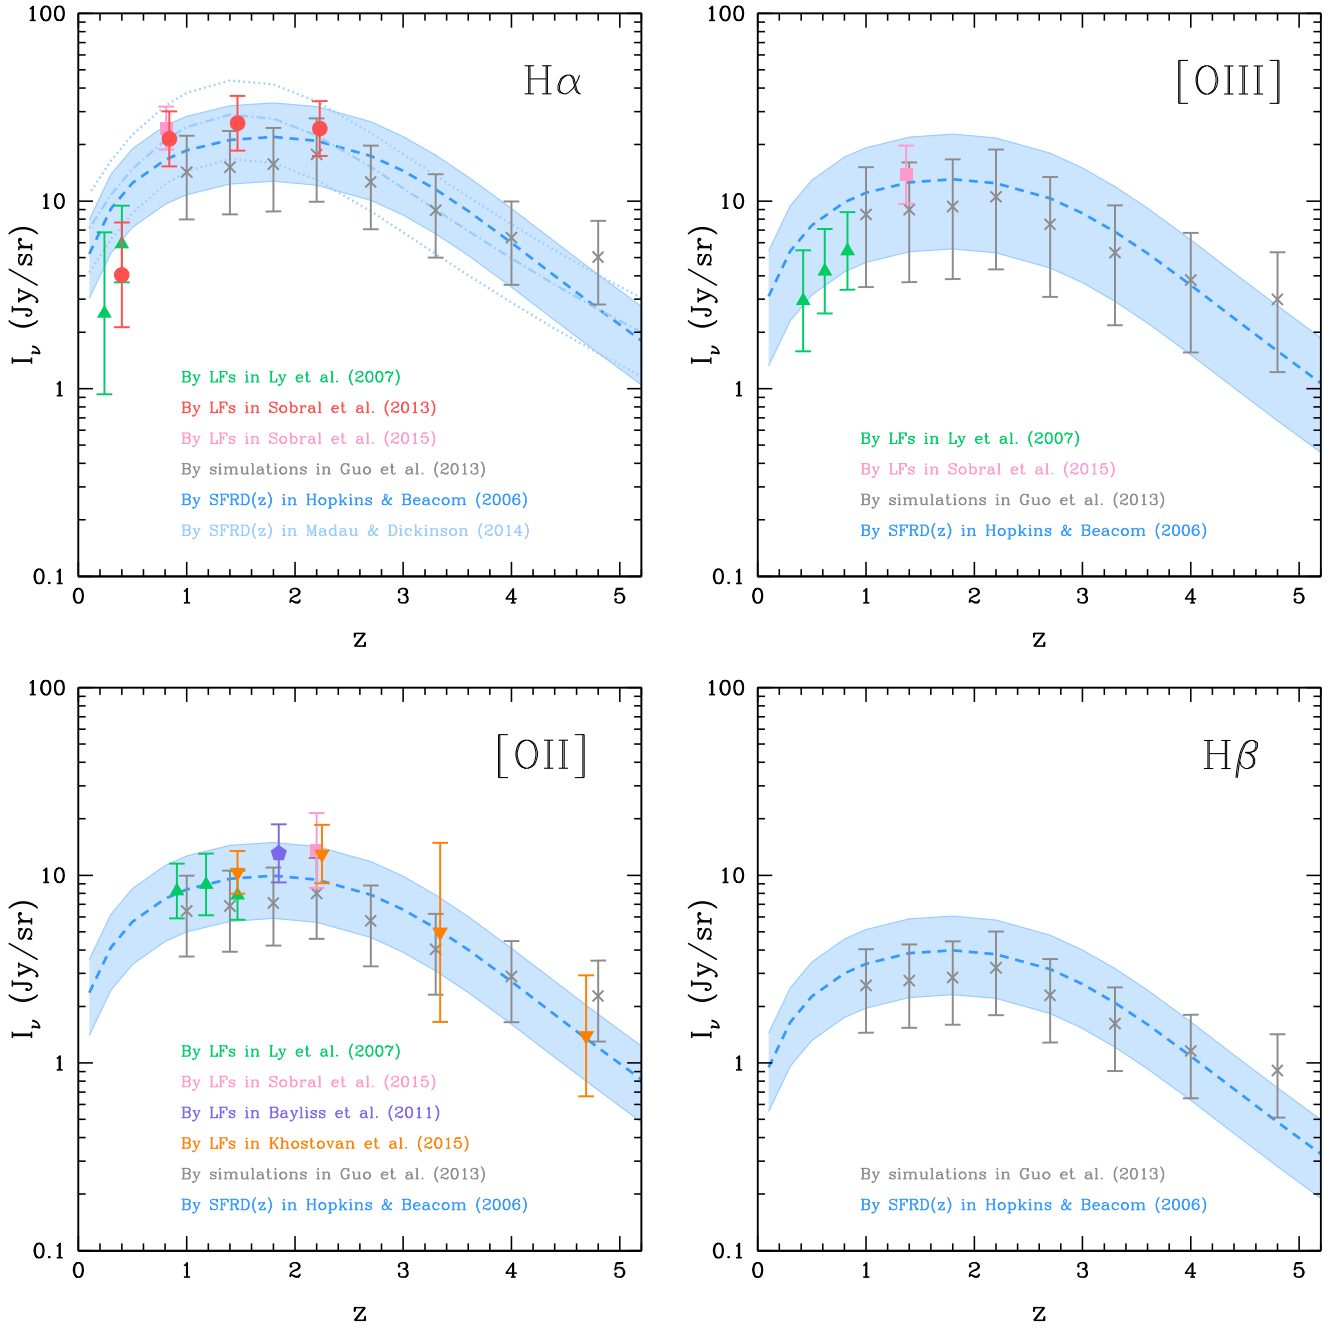 100
10
1
0.1
I_ν (Jy/sr)
Hα
By LFs in Ly et al. (2007)
By LFs in Sobral et al. (2013)
By LFs in Sobral et al. (2015)
By simulations in Guo et al. (2013)
By SFRD(z) in Hopkins & Beacom (2006)
By SFRD(z) in Madau & Dickinson (2014)
0 1 2 3 4 5
z
100
10
1
0.1
I_ν (Jy/sr)
[OIII]
By LFs in Ly et al. (2007)
By LFs in Sobral et al. (2015)
By simulations in Guo et al. (2013)
By SFRD(z) in Hopkins & Beacom (2006)
0 1 2 3 4 5
z
100
10
1
0.1
I_ν (Jy/sr)
[OII]
By LFs in Ly et al. (2007)
By LFs in Sobral et al. (2015)
By LFs in Bayliss et al. (2011)
By LFs in Khostovan et al. (2015)
By simulations in Guo et al. (2013)
By SFRD(z) in Hopkins & Beacom (2006)
0 1 2 3 4 5
z
100
10
1
0.1
I_ν (Jy/sr)
Hβ
By simulations in Guo et al. (2013)
By SFRD(z) in Hopkins & Beacom (2006)
0 1 2 3 4 5
z